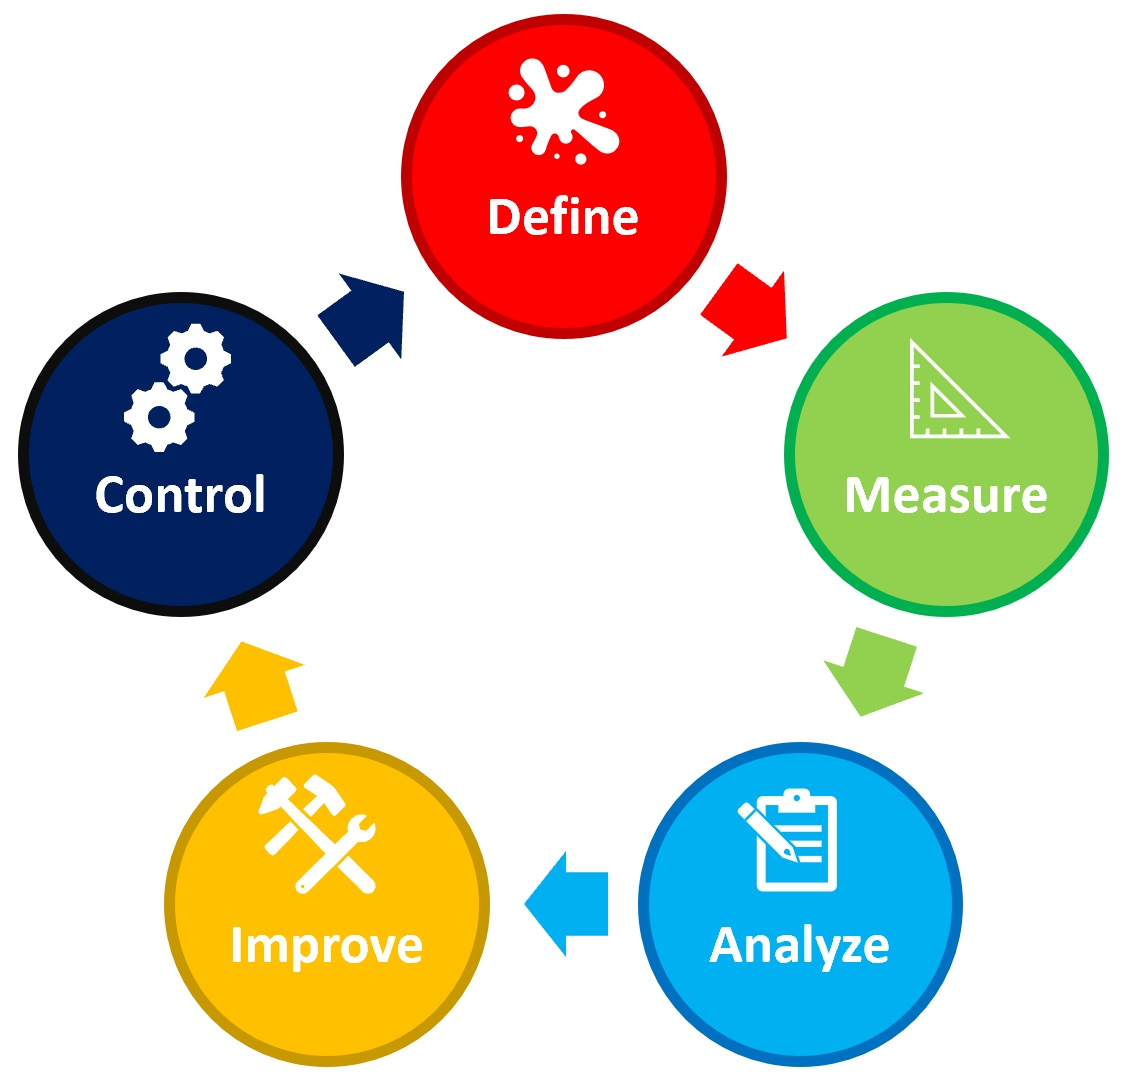 Define
Measure
Analyze
Improve
Control